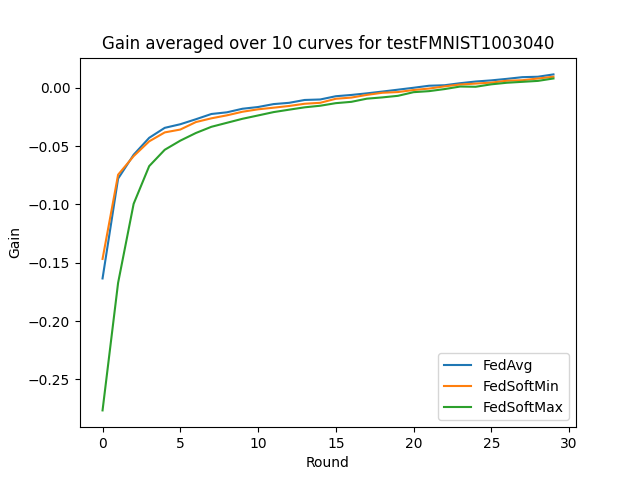 Gain averaged over 10 curves for testFMNIST1003040
0.00
−0.05
−0.10
−0.15
−0.20
−0.25
Gain
FedAvg
FedSoftMin
FedSoftMax
0 5 10 15 20 25 30
Round